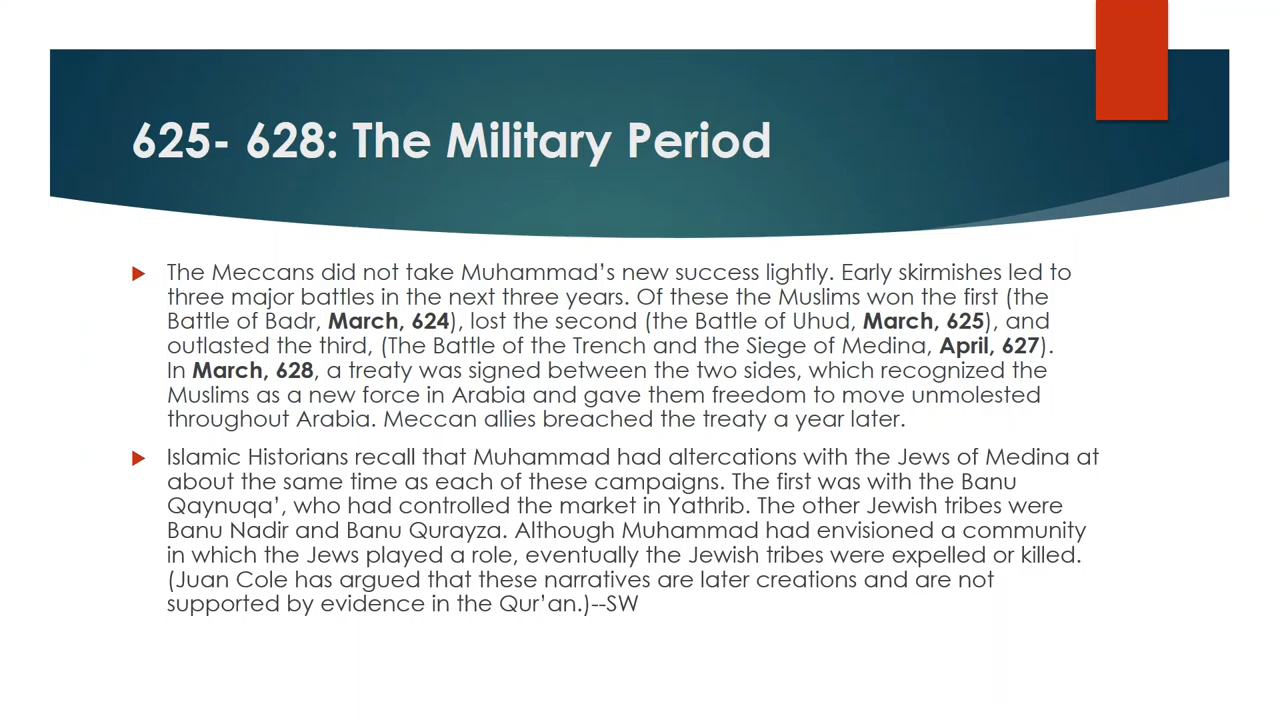 625- 628: The Military Period
The Meccans did not take Muhammad’s new success lightly. Early skirmishes led to
three major battles in the next three years. Of these the Muslims won the first (the
Battle of Badr, March, 624), lost the second (the Battle of Uhud, March, 625), and
outlasted the third, (The Battle of the Trench and the Siege of Medina, April, 627).
In March, 628, a treaty was signed between the two sides, which recognized the
Muslims as a new force in Arabia and gave them freedom to move unmolested
throughout Arabia. Meccan allies breached the treaty a year later.
Islamic Historians recall that Muhammad had altercations with the Jews of Medina at
about the same time as each of these campaigns. The first was with the Banu
Qaynuqa’, who had controlled the market in Yathrib. The other Jewish tribes were
Banu Nadir and Banu Qurayza. Although Muhammad had envisioned a community
in which the Jews played a role, eventually the Jewish tribes were expelled or killed.
(Juan Cole has argued that these narratives are later creations and are not
supported by evidence in the Qur’an.)--SW